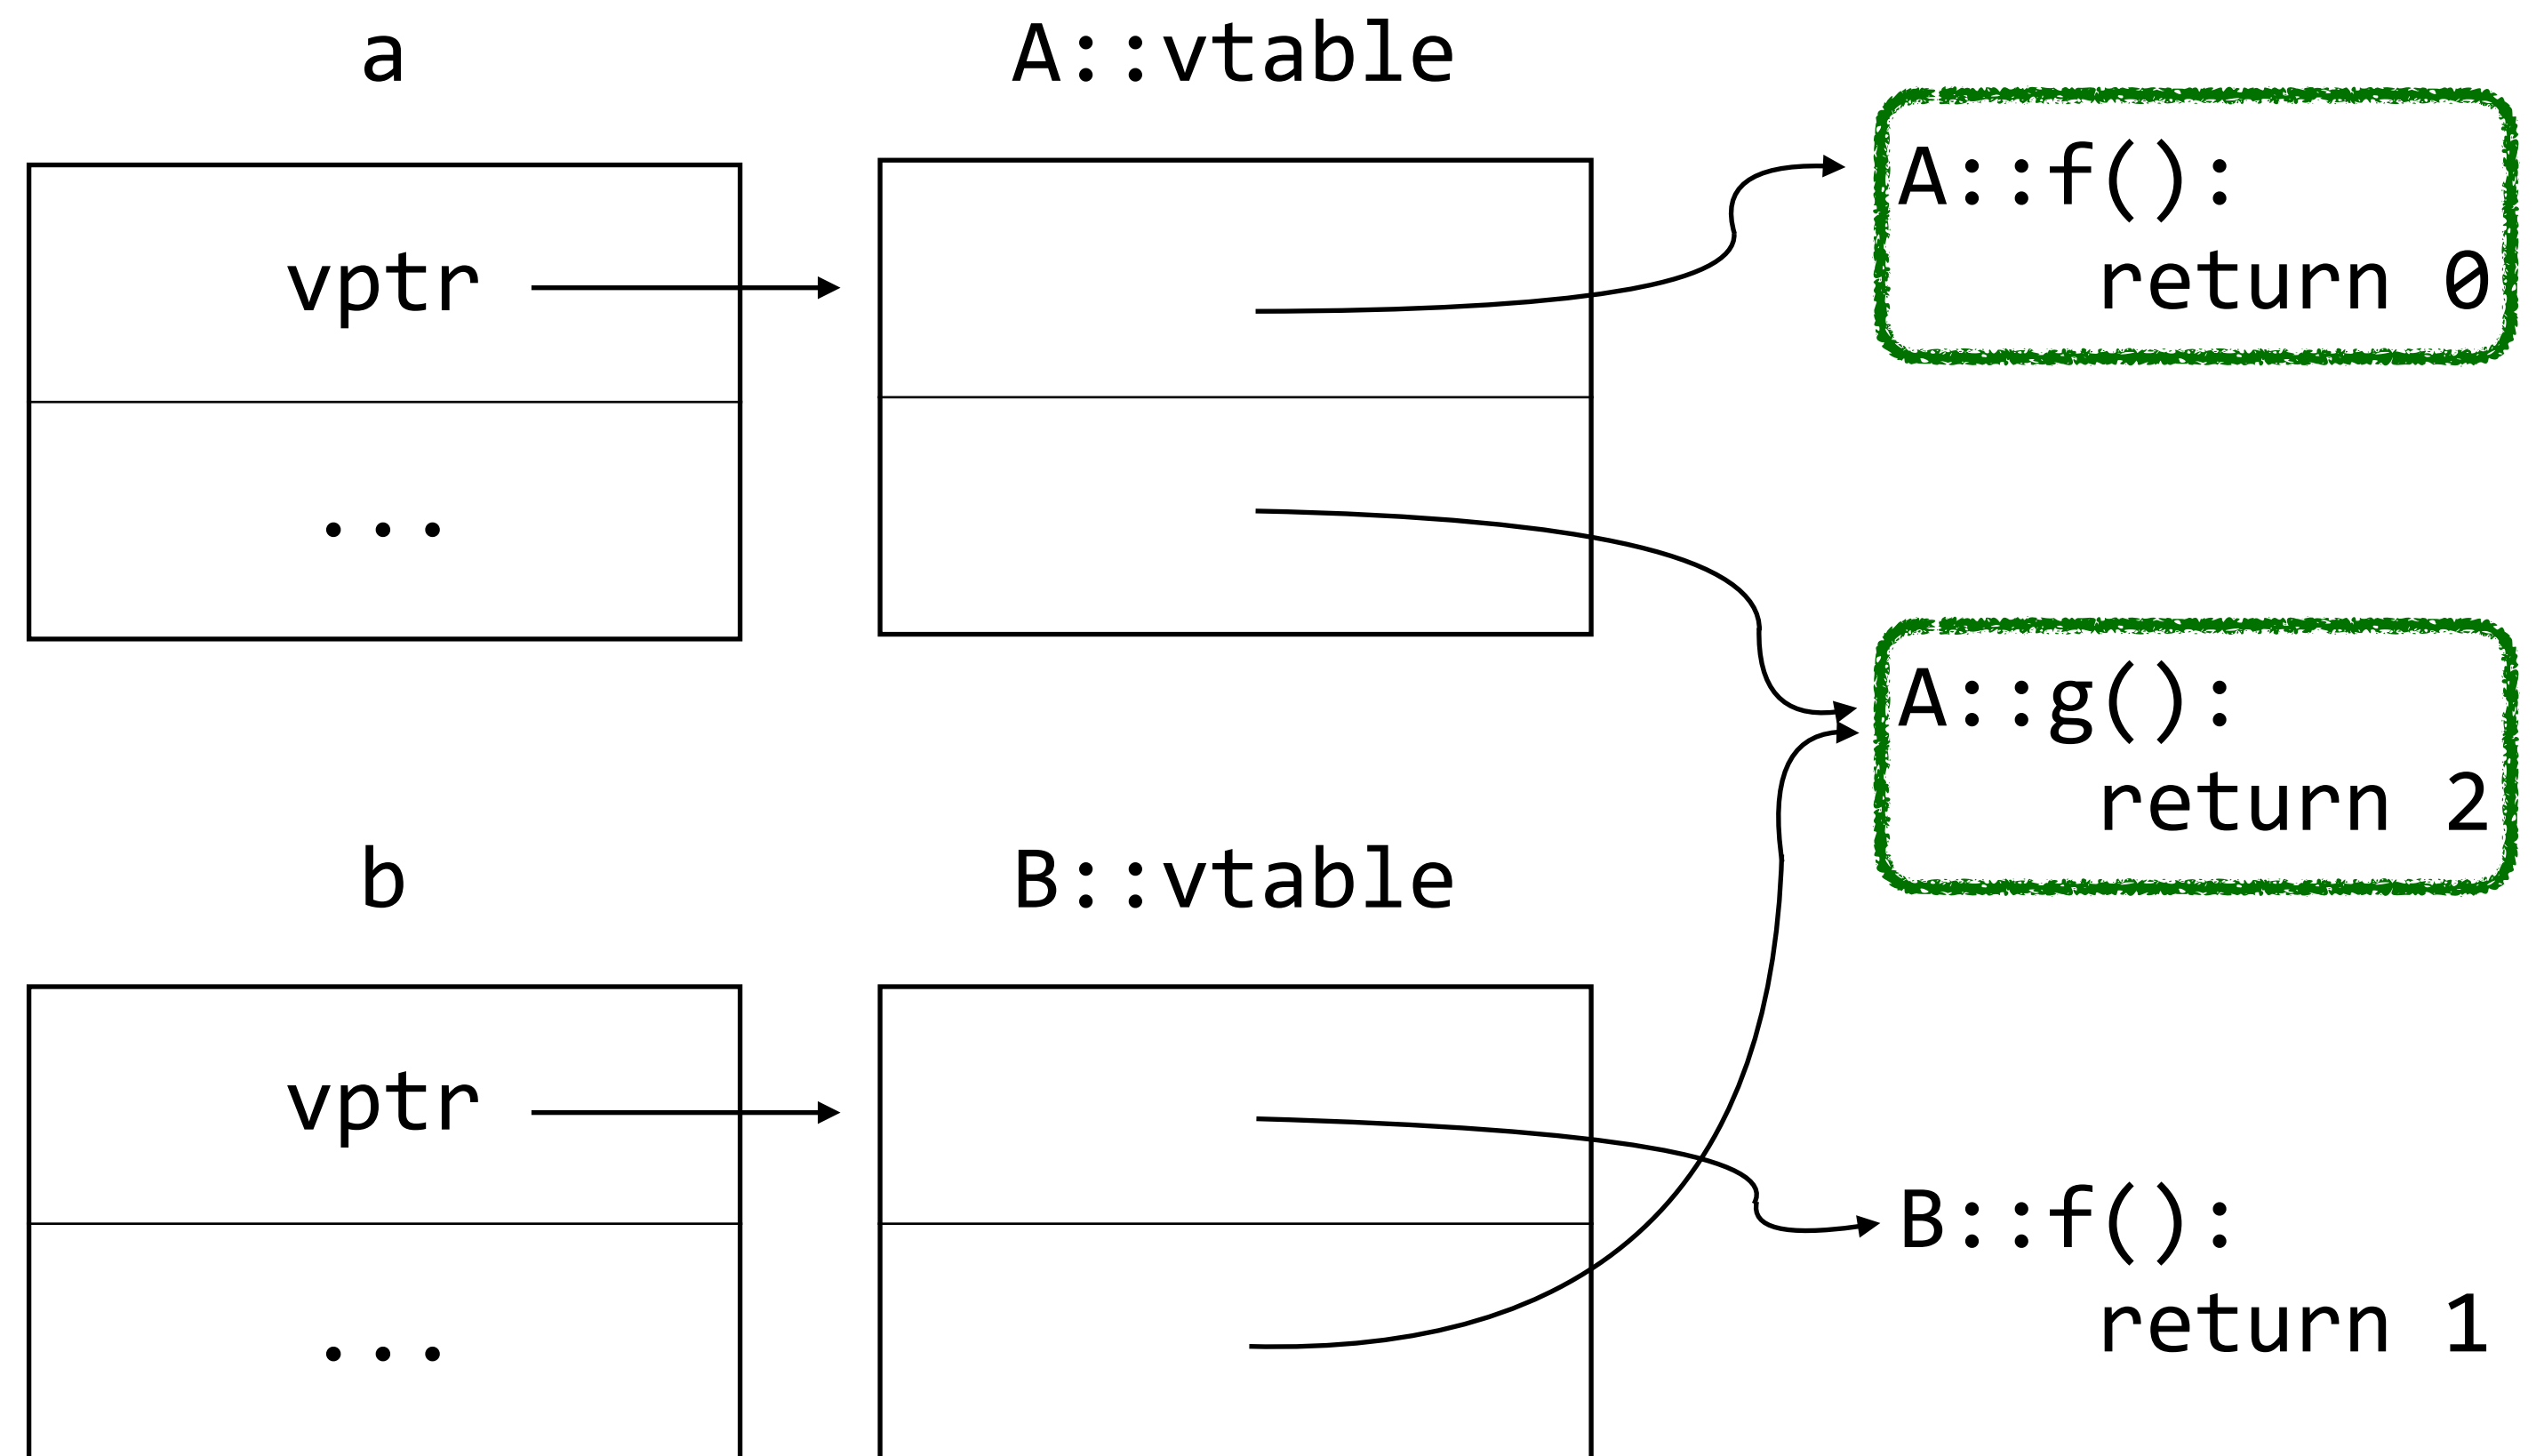 a
A::vtable
vptr
...
A::f():
return 0
A::g():
return 2
b
B::vtable
vptr
...
B::f():
return 1